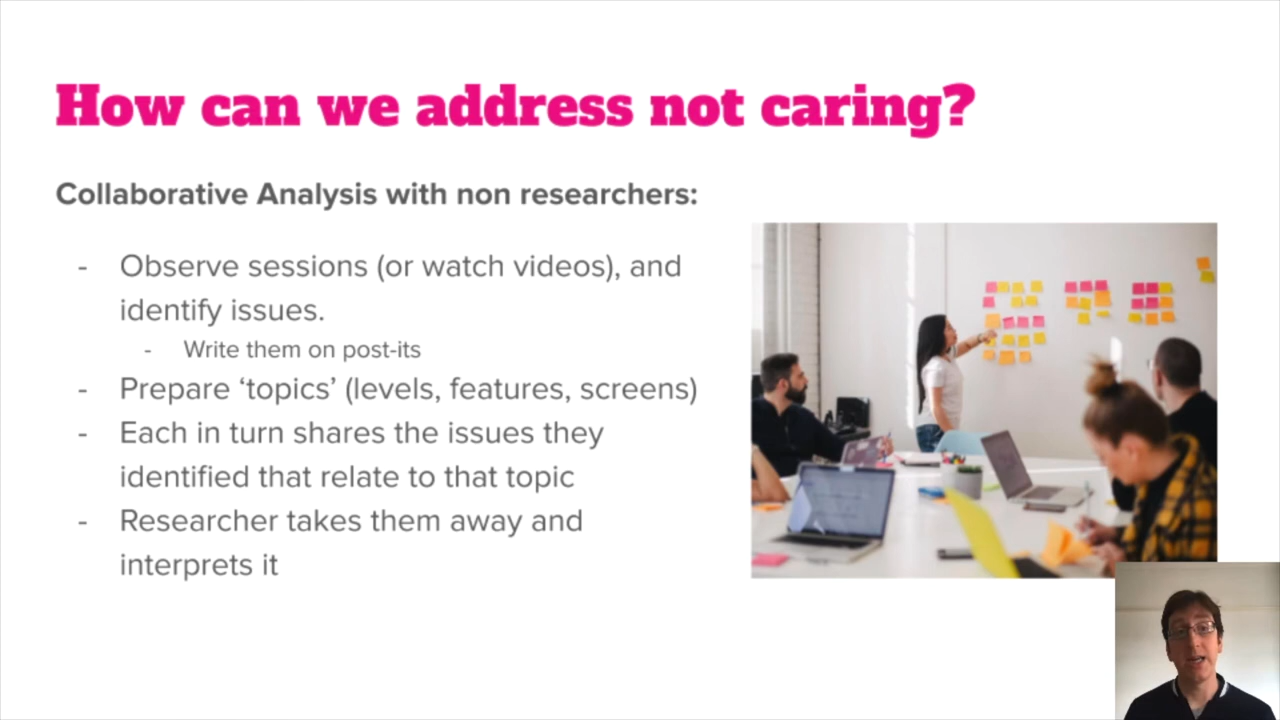 How can we address not caring?
Collaborative Analysis with non researchers:
- Observe sessions (or watch videos), and
identify issues.
- Write them on post-its
- Prepare ‘topics’ (levels, features, screens)
- Each in turn shares the issues they
identified that relate to that topic
- Researcher takes them away and
interprets it